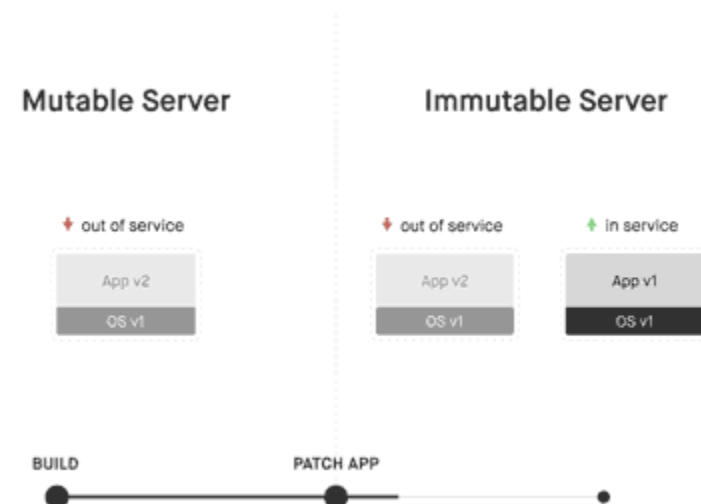 Mutable Server
Immutable Server
out of service
out of service
in service
App v2
App v2
App v1
OS v1
OS v1
OS v1
BUILD
PATCH APP